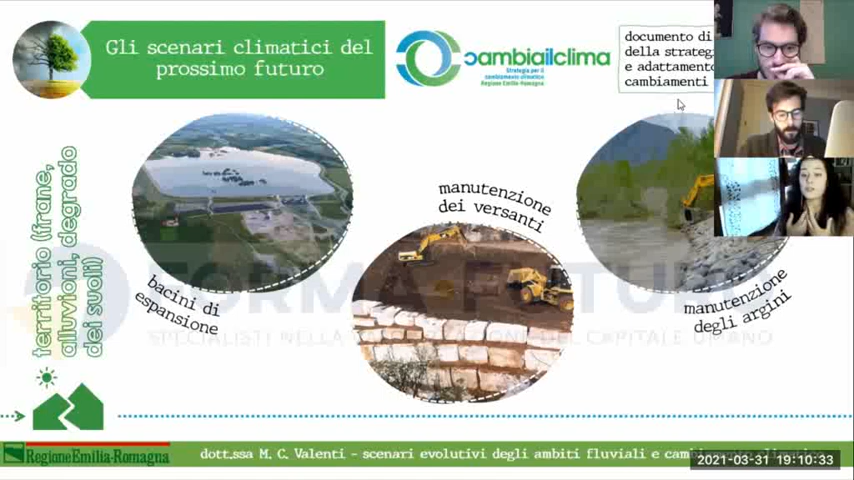 Gli scenari climatici del
prossimo futuro
cambiailclima
Strategia per il
cambiamento climatico
Regione Emilia-Romagna
documento di
della strategi
e adattamento
cambiamenti
territorio (frane,
alluvioni, degrado
dei suoli)
bacini di
espansione
manutenzione
dei versanti
manutenzione
degli argini
FORMA FUTURO
SPECIALISTI NELLA VALORIZZAZIONE DEL CAPITALE UMANO
RegioneEmilia-Romagna
dott.ssa M. C. Valenti - scenari evolutivi degli ambiti fluviali e
2021-03-31 19:10:33